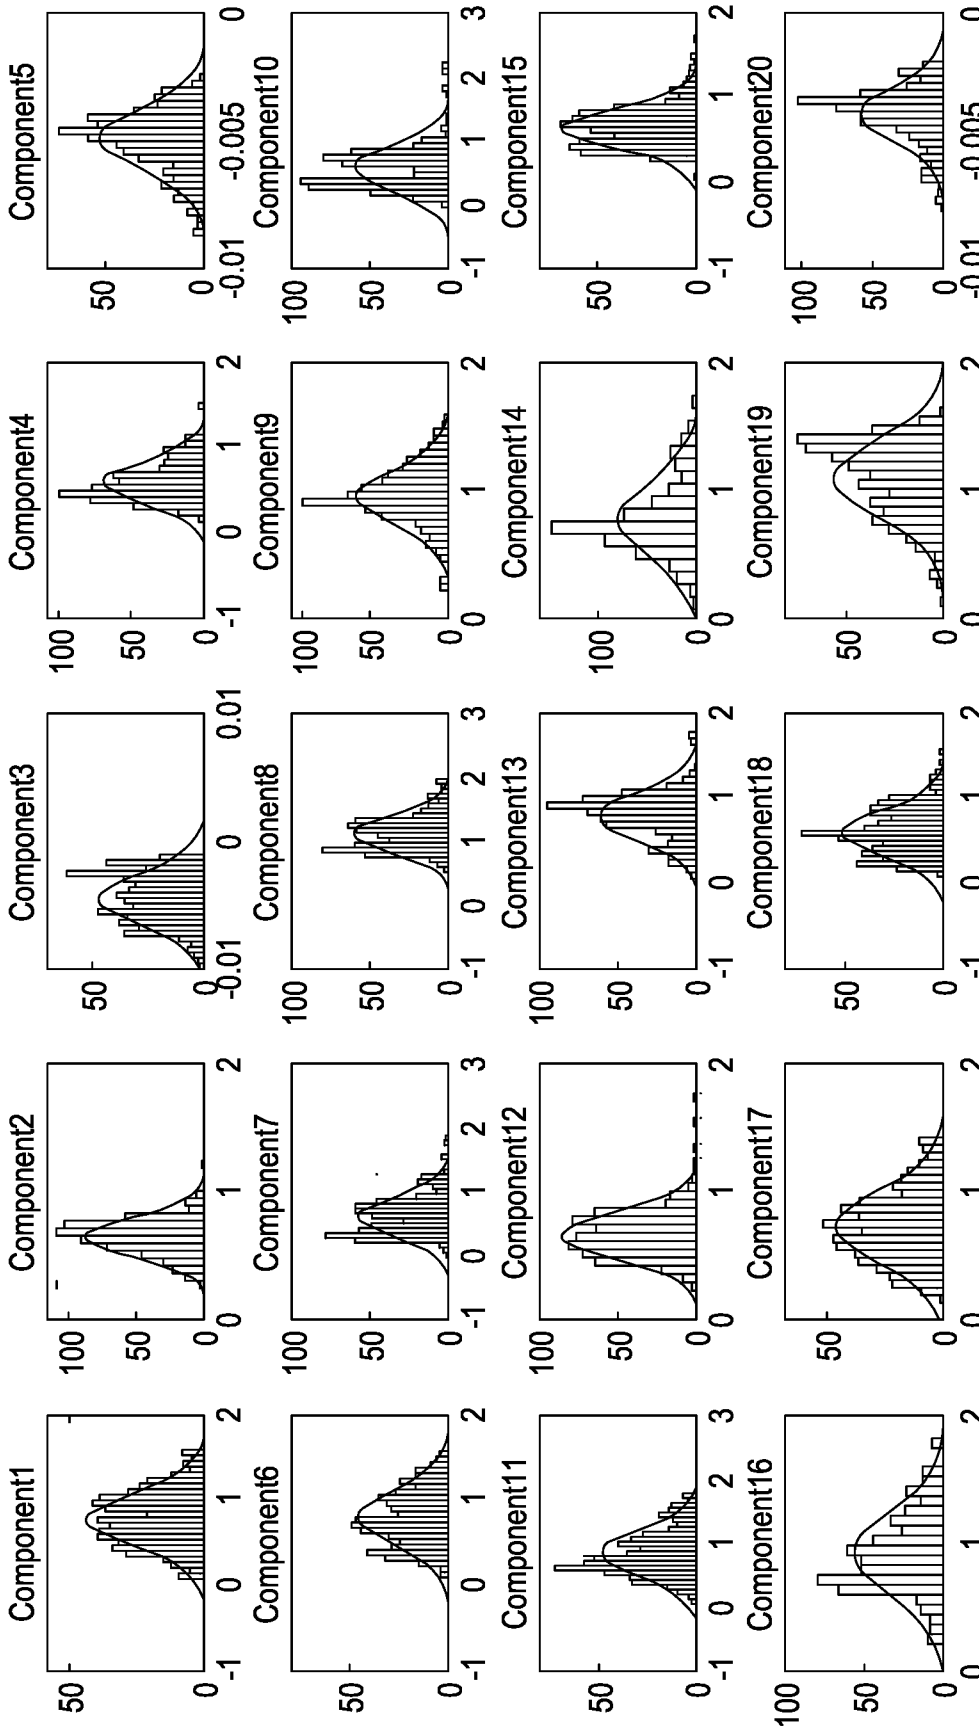 Component1 Component2 Component3 Component4 Component5
50 100 50 100 50
50 50
0 0 0 0 0
-1 0 1 2 0 1 2 -0.01 0 0.01 -1 0 1 2 -0.01 -0.005 0
Component6 Component7 Component8 Component9 Component10
100 100 100 100
50 50 50 50 50
0 0 0 0 0
-1 0 1 2 -1 0 1 2 3 -1 0 1 2 3 0 1 2 -1 0 1 2 3
Component11 Component12 Component13 Component14 Component15
100 100 100
50 50 50 50 50
0 0 0 0 0
-1 0 1 2 3 0 1 2 -1 0 1 2 0 1 2 -1 0 1 2
Component16 Component17 Component18 Component19 Component20
100 100
50 50 50 50 50
0 0 0 0 0
0 1 2 0 1 2 -1 0 1 2 0 1 2 -0.01 -0.005 0